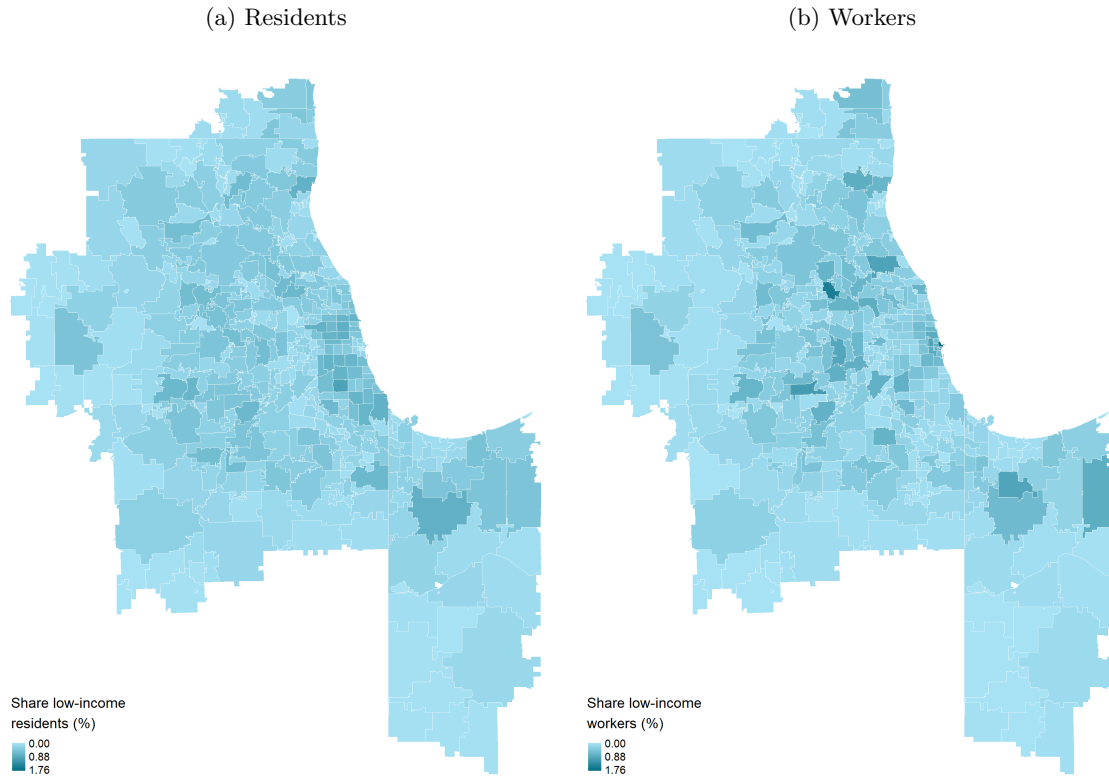 (a) Residents
(b) Workers
Share low-income
residents (%)
0.00
0.88
1.76
Share low-income
workers (%)
0.00
0.88
1.76